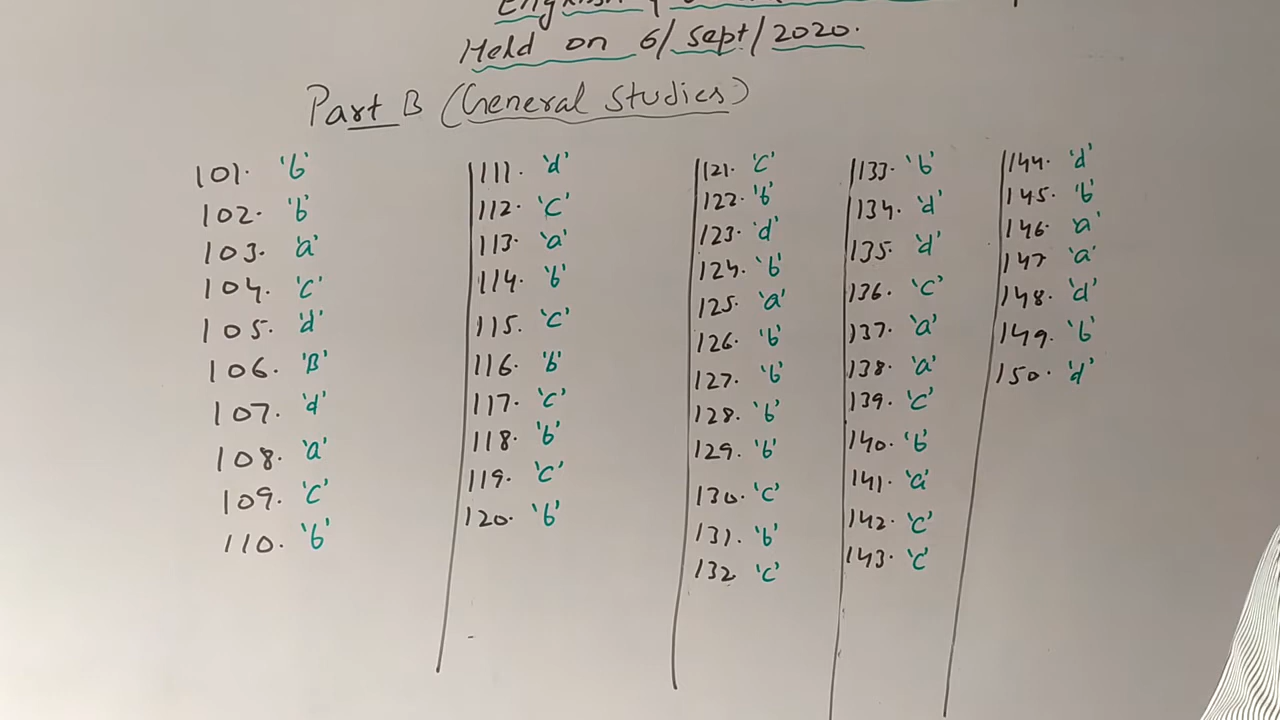 English
Held on 6/Sept/2020.
Part B (General Studies)
101. 'b'
102. 'b'
103. 'a'
104. 'c'
105. 'd'
106. 'B'
107. 'd'
108. 'a'
109. 'c'
110. 'b'
111. 'd'
112. 'c'
113. 'a'
114. 'b'
115. 'c'
116. 'b'
117. 'c'
118. 'b'
119. 'c'
120. 'b'
121. 'c'
122. 'b'
123. 'd'
124. 'b'
125. 'a'
126. 'b'
127. 'b'
128. 'b'
129. 'b'
130. 'c'
131. 'b'
132 'c'
133. 'b'
134. 'd'
135. 'd'
136. 'c'
137. 'a'
138. 'a'
139. 'c'
140. 'b'
141. 'a'
142. 'c'
143. 'c'
144. 'd'
145. 'b'
146. 'a'
147. 'a'
148. 'd'
149. 'b'
150. 'd'